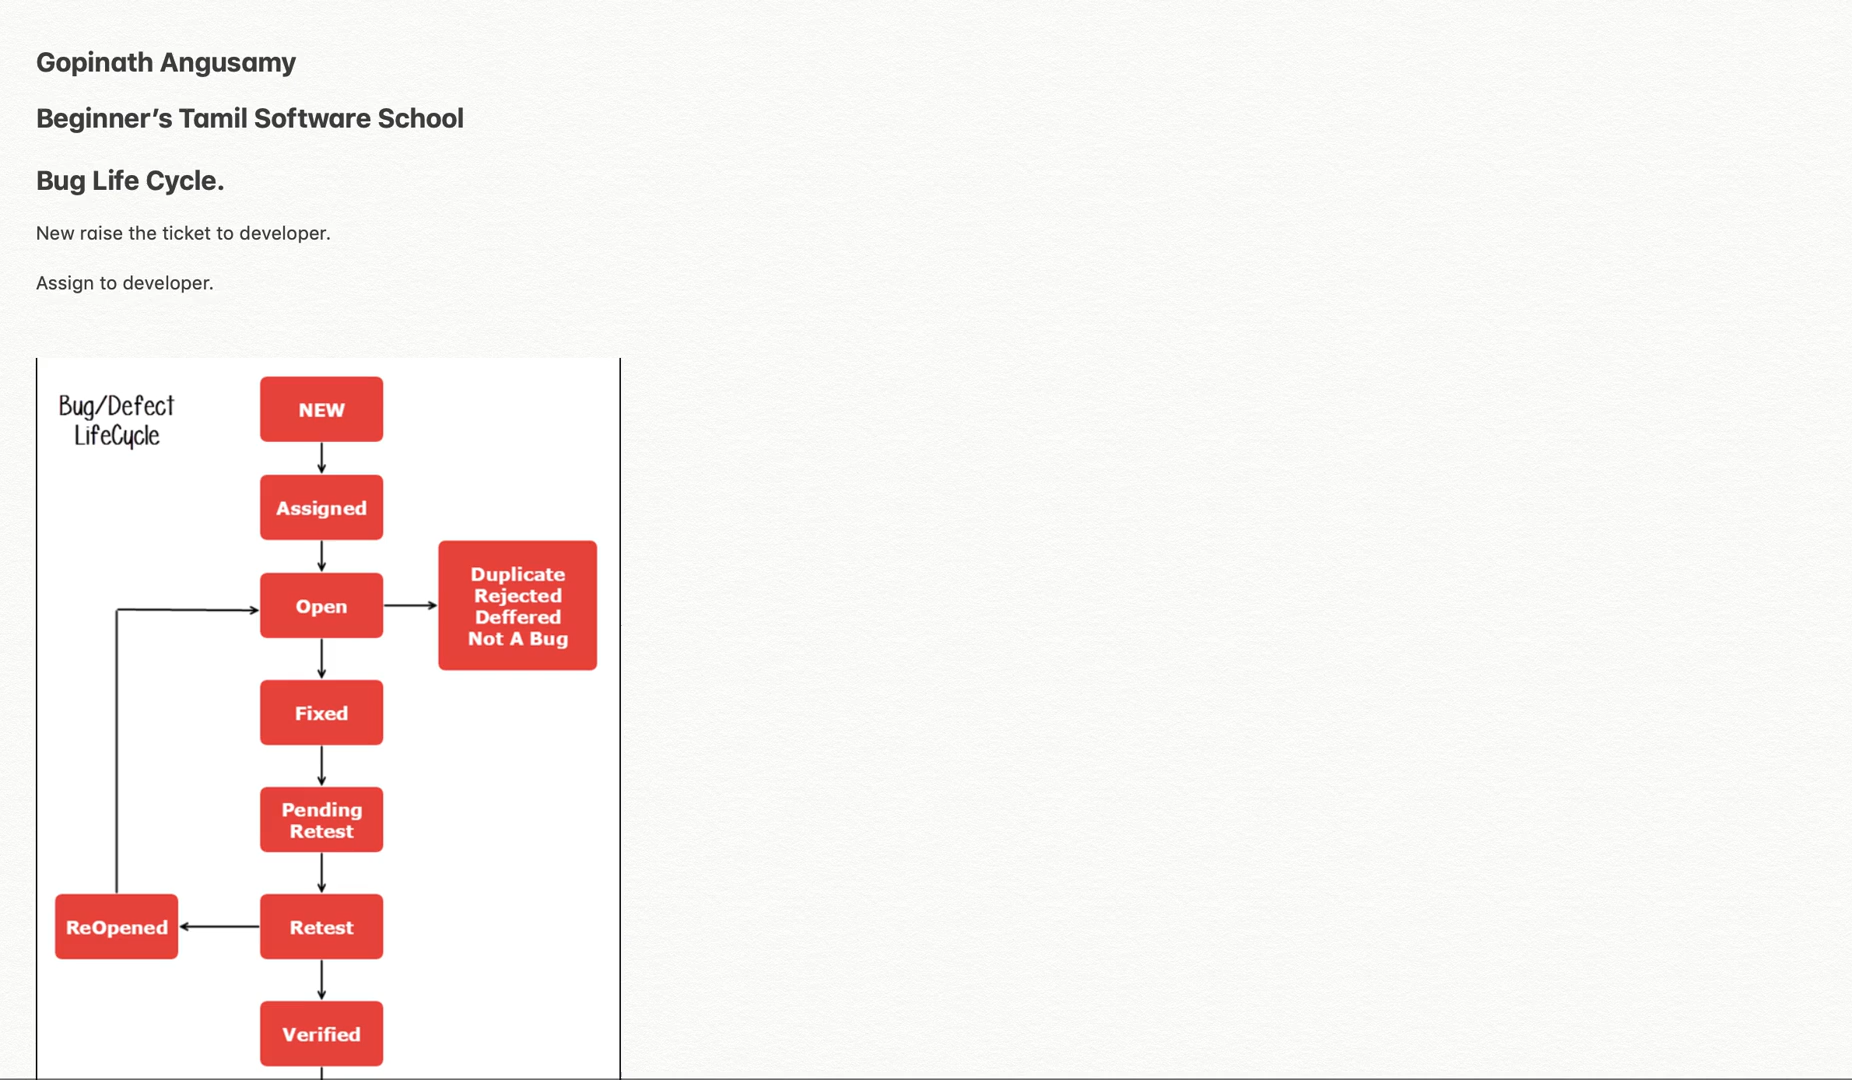 Gopinath Angusamy
Beginner’s Tamil Software School
Bug Life Cycle.
New raise the ticket to developer.
Assign to developer.
Bug/Defect
LifeCycle
NEW
Assigned
Open
Duplicate
Rejected
Deffered
Not A Bug
Fixed
Pending
Retest
ReOpened
Retest
Verified